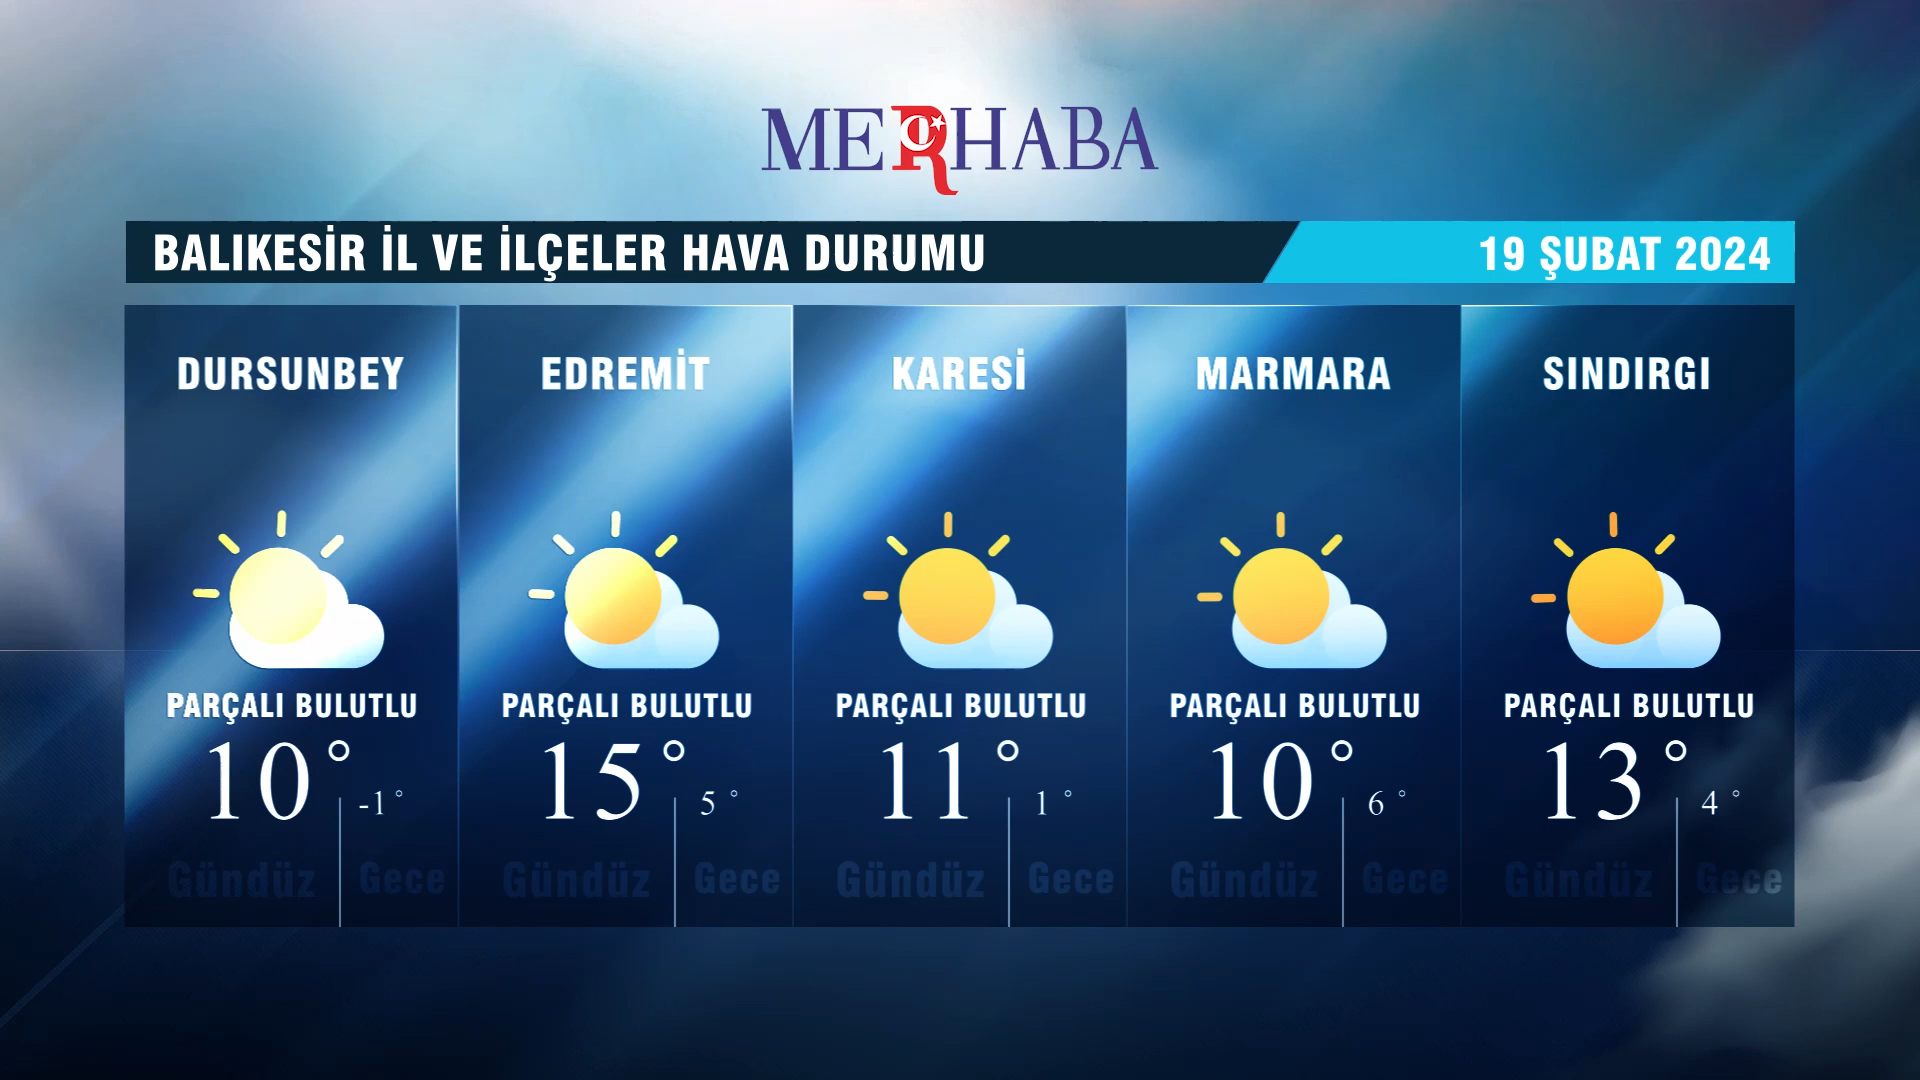 MERHABA
BALIKESİR İL VE İLÇELER HAVA DURUMU
19 ŞUBAT 2024
DURSUNBEY
PARÇALI BULUTLU
10°
-1°
Gündüz
Gece
EDREMİT
PARÇALI BULUTLU
15°
5°
Gündüz
Gece
KARESİ
PARÇALI BULUTLU
11°
1°
Gündüz
Gece
MARMARA
PARÇALI BULUTLU
10°
6°
Gündüz
Gece
SINDIRGI
PARÇALI BULUTLU
13°
4°
Gündüz
Gece